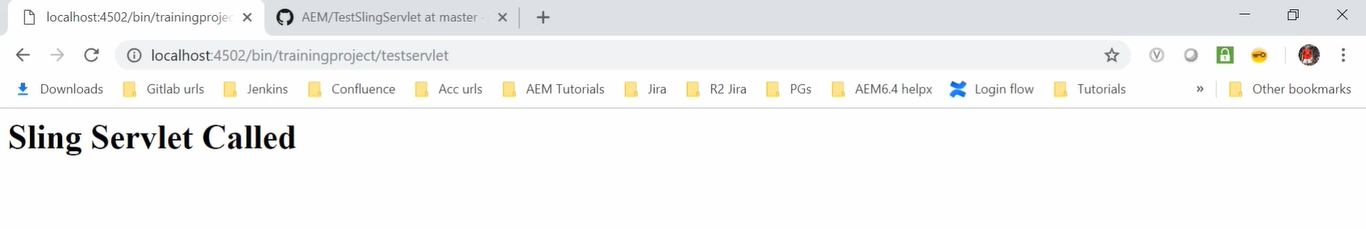 localhost:4502/bin/trainingprojec
AEM/TestSlingServlet at master
localhost:4502/bin/trainingproject/testservlet
Downloads Gitlab urls Jenkins Confluence Acc urls AEM Tutorials Jira R2 Jira PGs AEM6.4 helpx Login flow Tutorials » Other bookmarks
Sling Servlet Called